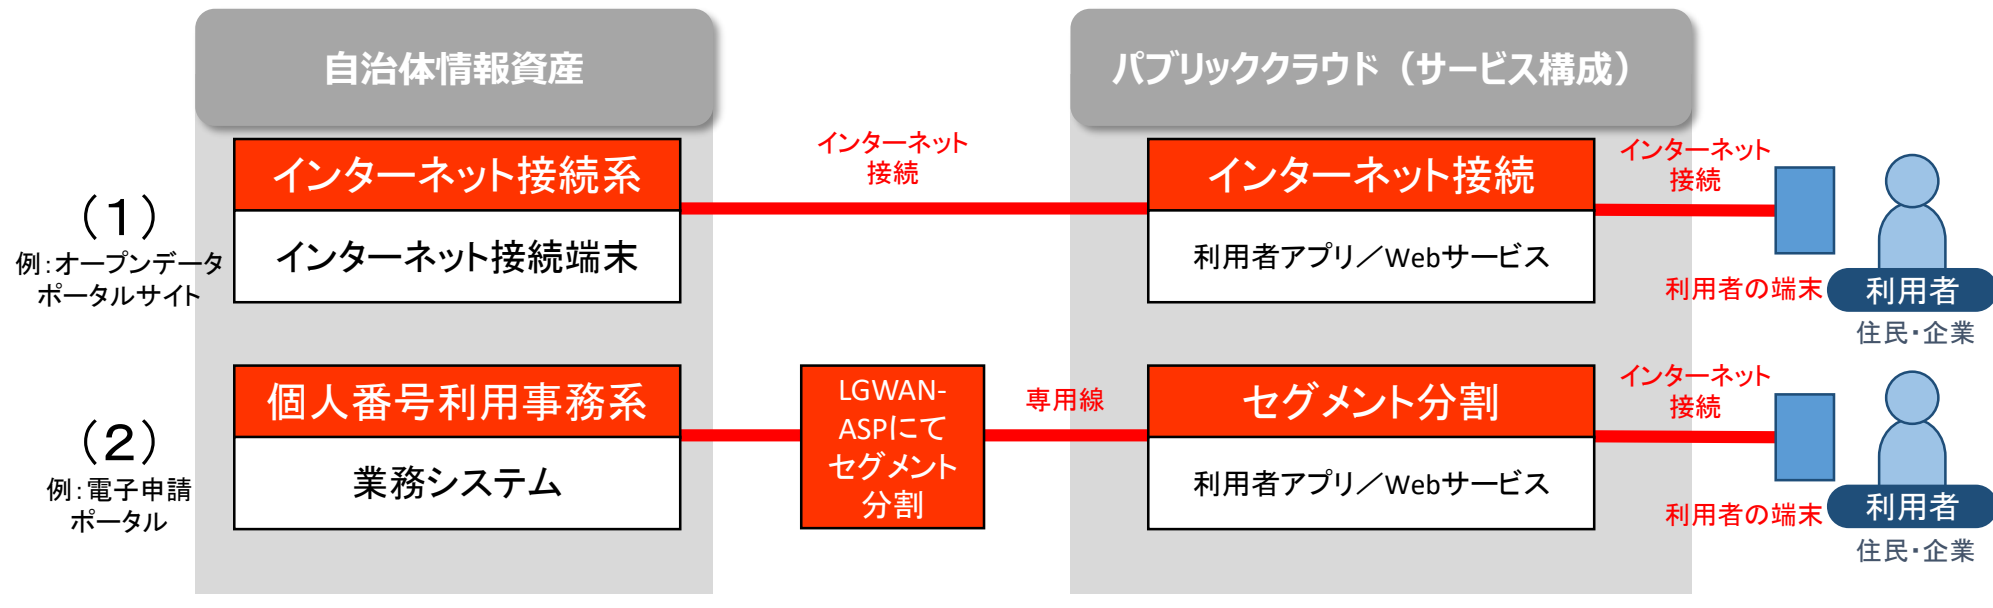 自治体情報資産
パブリッククラウド（サービス構成）
（1）
例：オープンデータ
ポータルサイト
インターネット接続系
インターネット接続端末
インターネット
接続
インターネット接続
利用者アプリ／Webサービス
インターネット
接続
利用者の端末
利用者
住民・企業
（2）
例：電子申請
ポータル
個人番号利用事務系
業務システム
LGWAN-
ASPにて
セグメント
分割
専用線
セグメント分割
利用者アプリ／Webサービス
インターネット
接続
利用者の端末
利用者
住民・企業